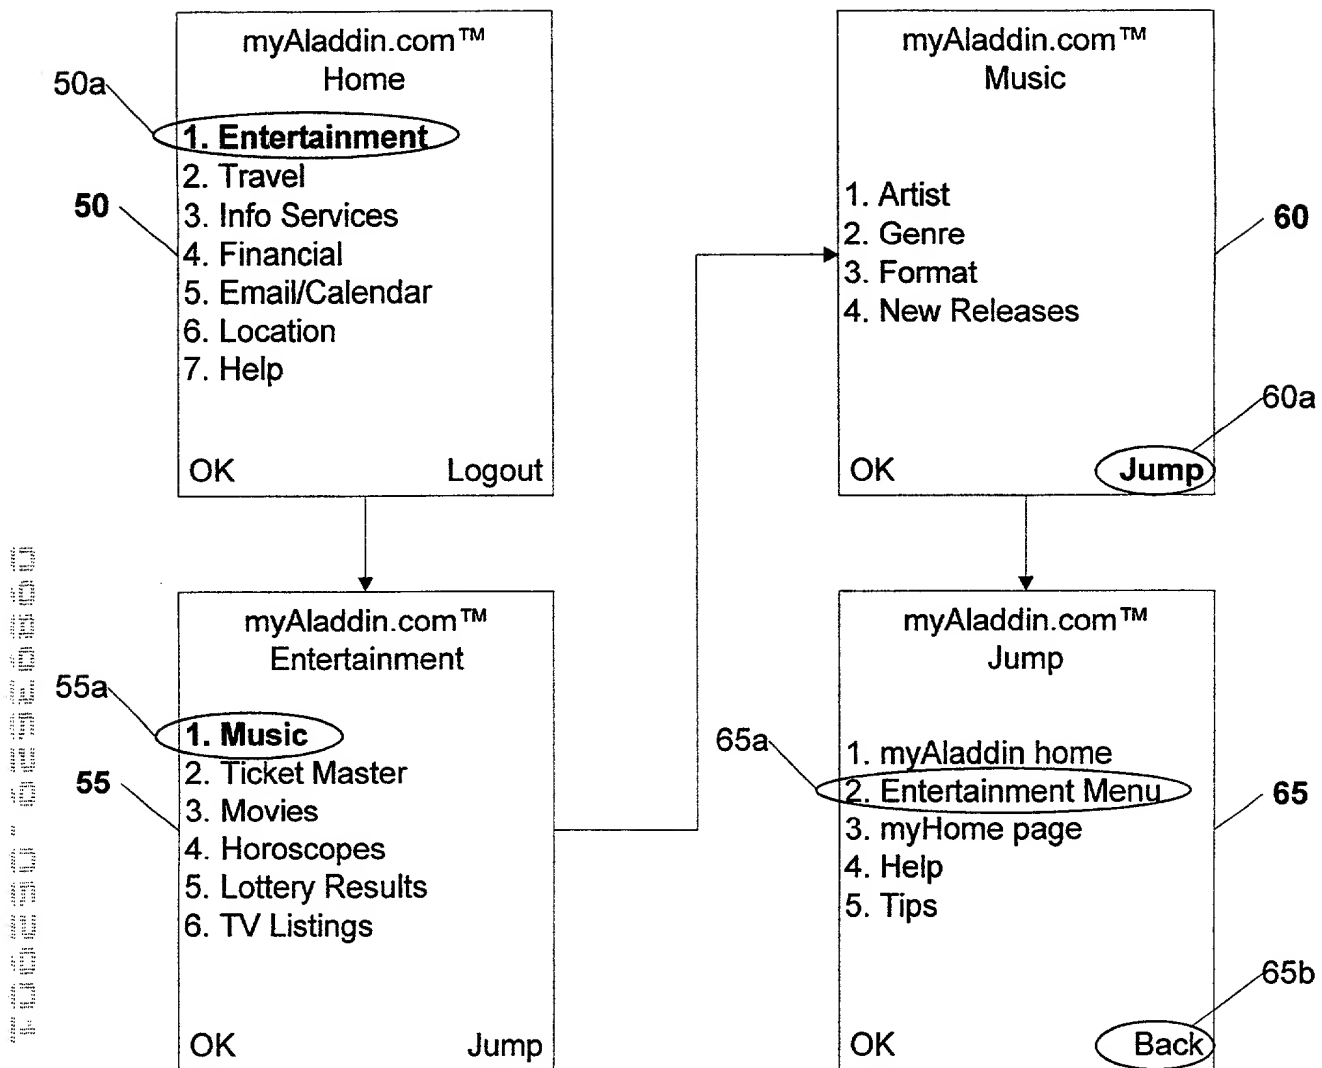 myAladdin.com™
Home
50a
1. Entertainment
2. Travel
50
3. Info Services
4. Financial
5. Email/Calendar
6. Location
7. Help
OK Logout
myAladdin.com™
Entertainment
55a
1. Music
2. Ticket Master
55
3. Movies
4. Horoscopes
5. Lottery Results
6. TV Listings
OK Jump
myAladdin.com™
Music
1. Artist
60
2. Genre
3. Format
4. New Releases
60a
OK Jump
myAladdin.com™
Jump
65a
1. myAladdin home
2. Entertainment Menu
65
3. myHome page
4. Help
5. Tips
65b
OK Back